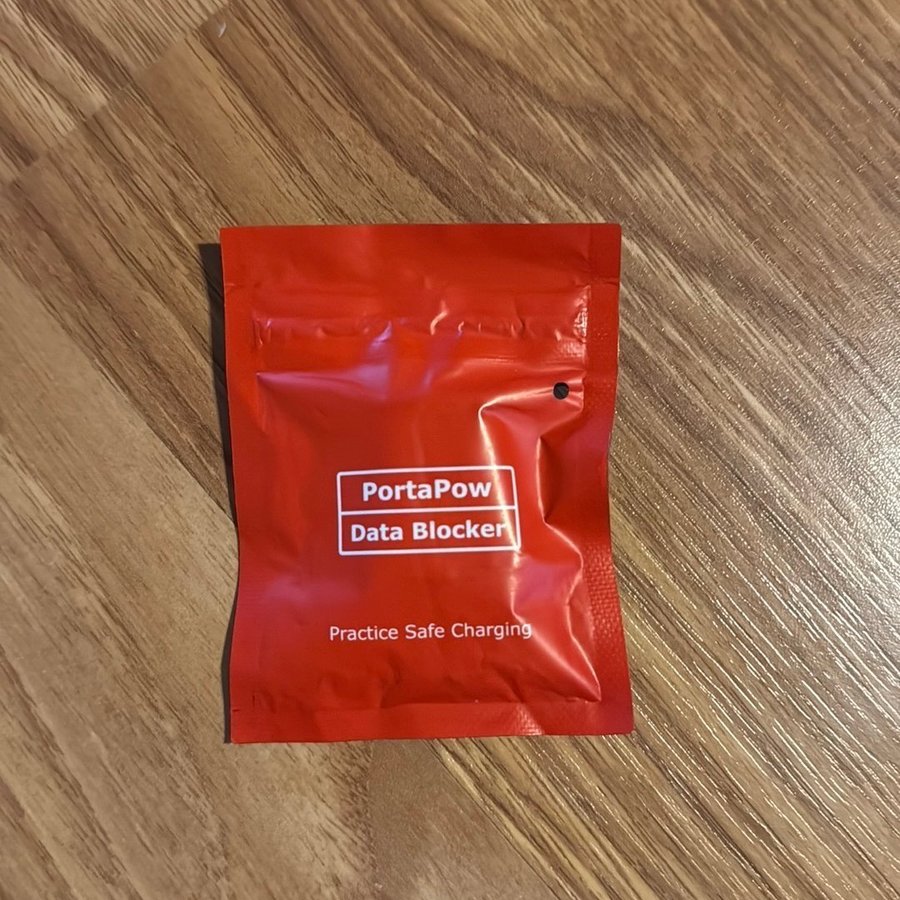 PortaPow
Data Blocker
Practice Safe Charging